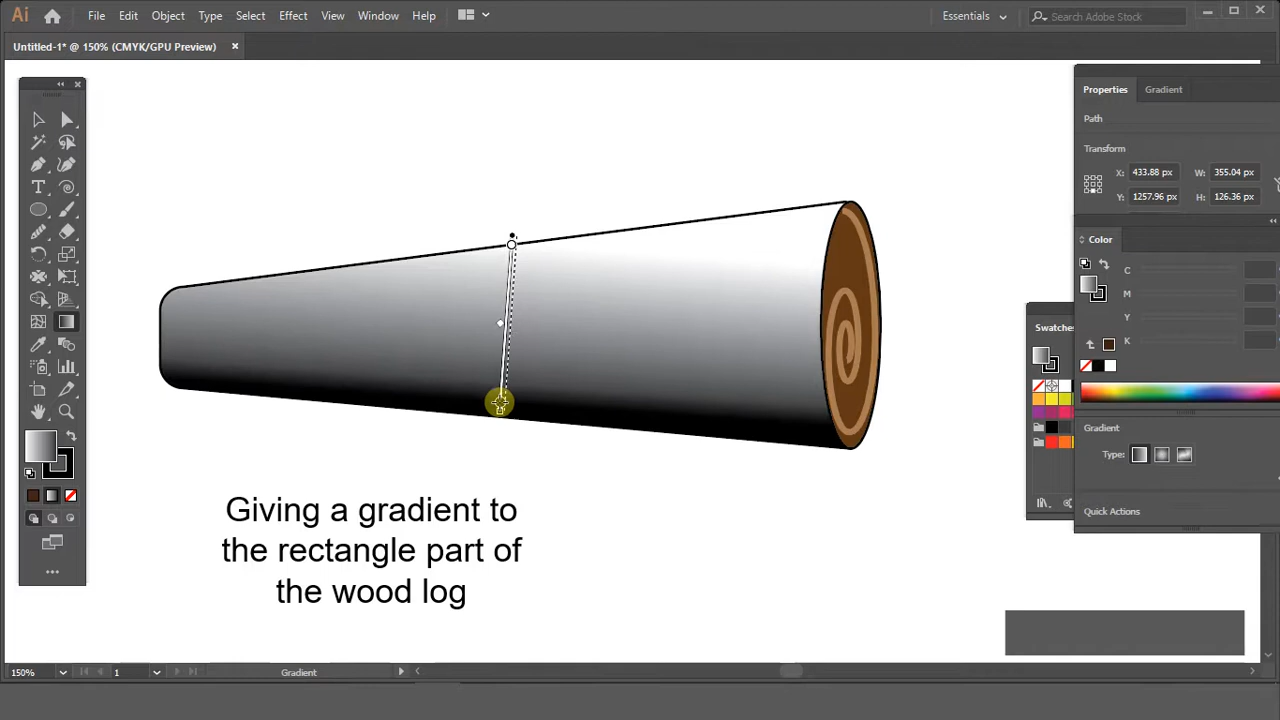 Ai File Edit Object Type Select Effect View Window Help Essentials Search Adobe Stock
Untitled-1* @ 150% (CMYK/GPU Preview)
Properties Gradient
Path
Transform
X: 433.88 px W: 355.04 px
Y: 1257.96 px H: 126.36 px
Color
C
M
Y
K
Swatches
Gradient
Type:
Quick Actions
Giving a gradient to
the rectangle part of
the wood log
150% 1 Gradient